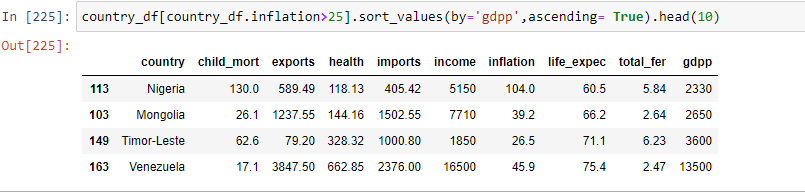 In [225]: country_df[country_df.inflation>25].sort_values(by='gdpp',ascending= True).head(10)
Out[225]:
country child_mort exports health imports income inflation life_expec total_fer gdpp
113 Nigeria 130.0 589.49 118.13 405.42 5150 104.0 60.5 5.84 2330
103 Mongolia 26.1 1237.55 144.16 1502.55 7710 39.2 66.2 2.64 2650
149 Timor-Leste 62.6 79.20 328.32 1000.80 1850 26.5 71.1 6.23 3600
163 Venezuela 17.1 3847.50 662.85 2376.00 16500 45.9 75.4 2.47 13500